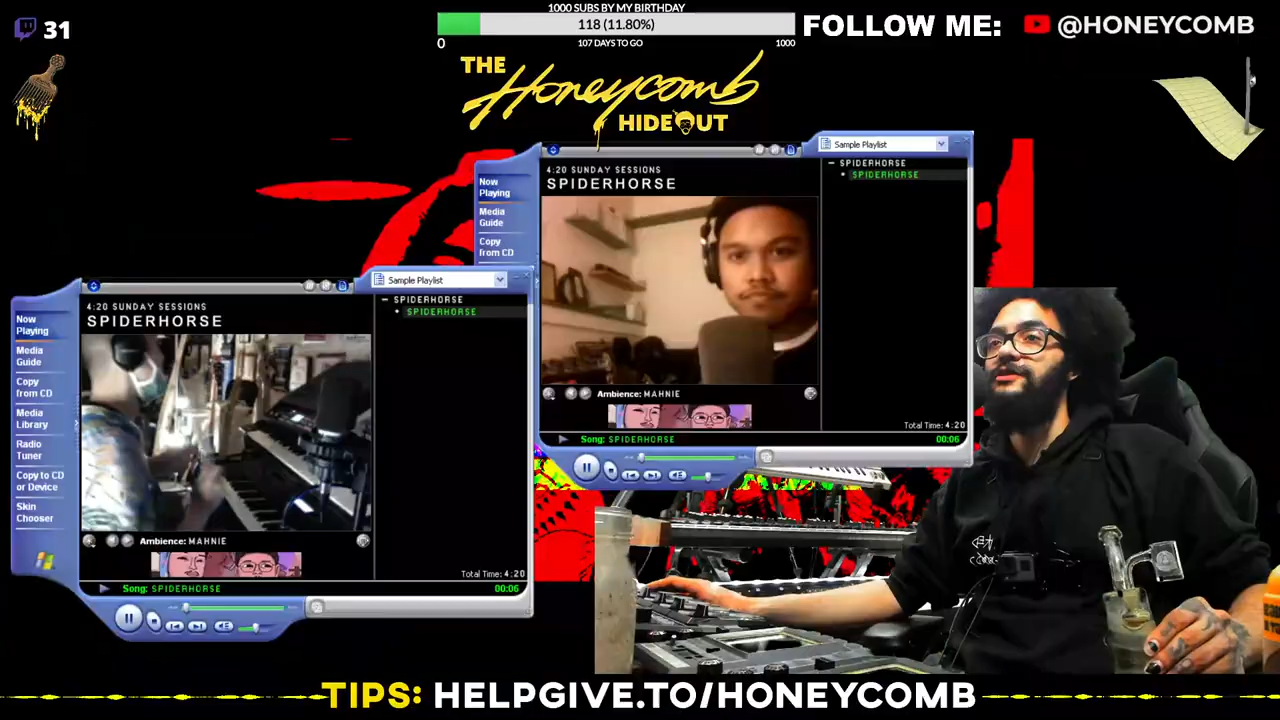 31
1000 SUBS BY MY BIRTHDAY
118 (11.80%)
0
107 DAYS TO GO
1000
FOLLOW ME:
@HONEYCOMB
THE
Honeycomb
HIDEOUT
Sample Playlist
4:20 SUNDAY SESSIONS
SPIDERHORSE
SPIDERHORSE
SPIDERHORSE
Now
Playing
Media
Guide
Copy
from CD
Ambience: MAHNIE
Total Time: 4:20
Song: SPIDERHORSE
00:06
Sample Playlist
4:20 SUNDAY SESSIONS
SPIDERHORSE
SPIDERHORSE
SPIDERHORSE
Now
Playing
Media
Guide
Copy
from CD
Media
Library
Radio
Tuner
Copy to CD
or Device
Skin
Chooser
Ambience: MAHNIE
Total Time: 4:20
Song: SPIDERHORSE
00:06
TIPS: HELPGIVE.TO/HONEYCOMB